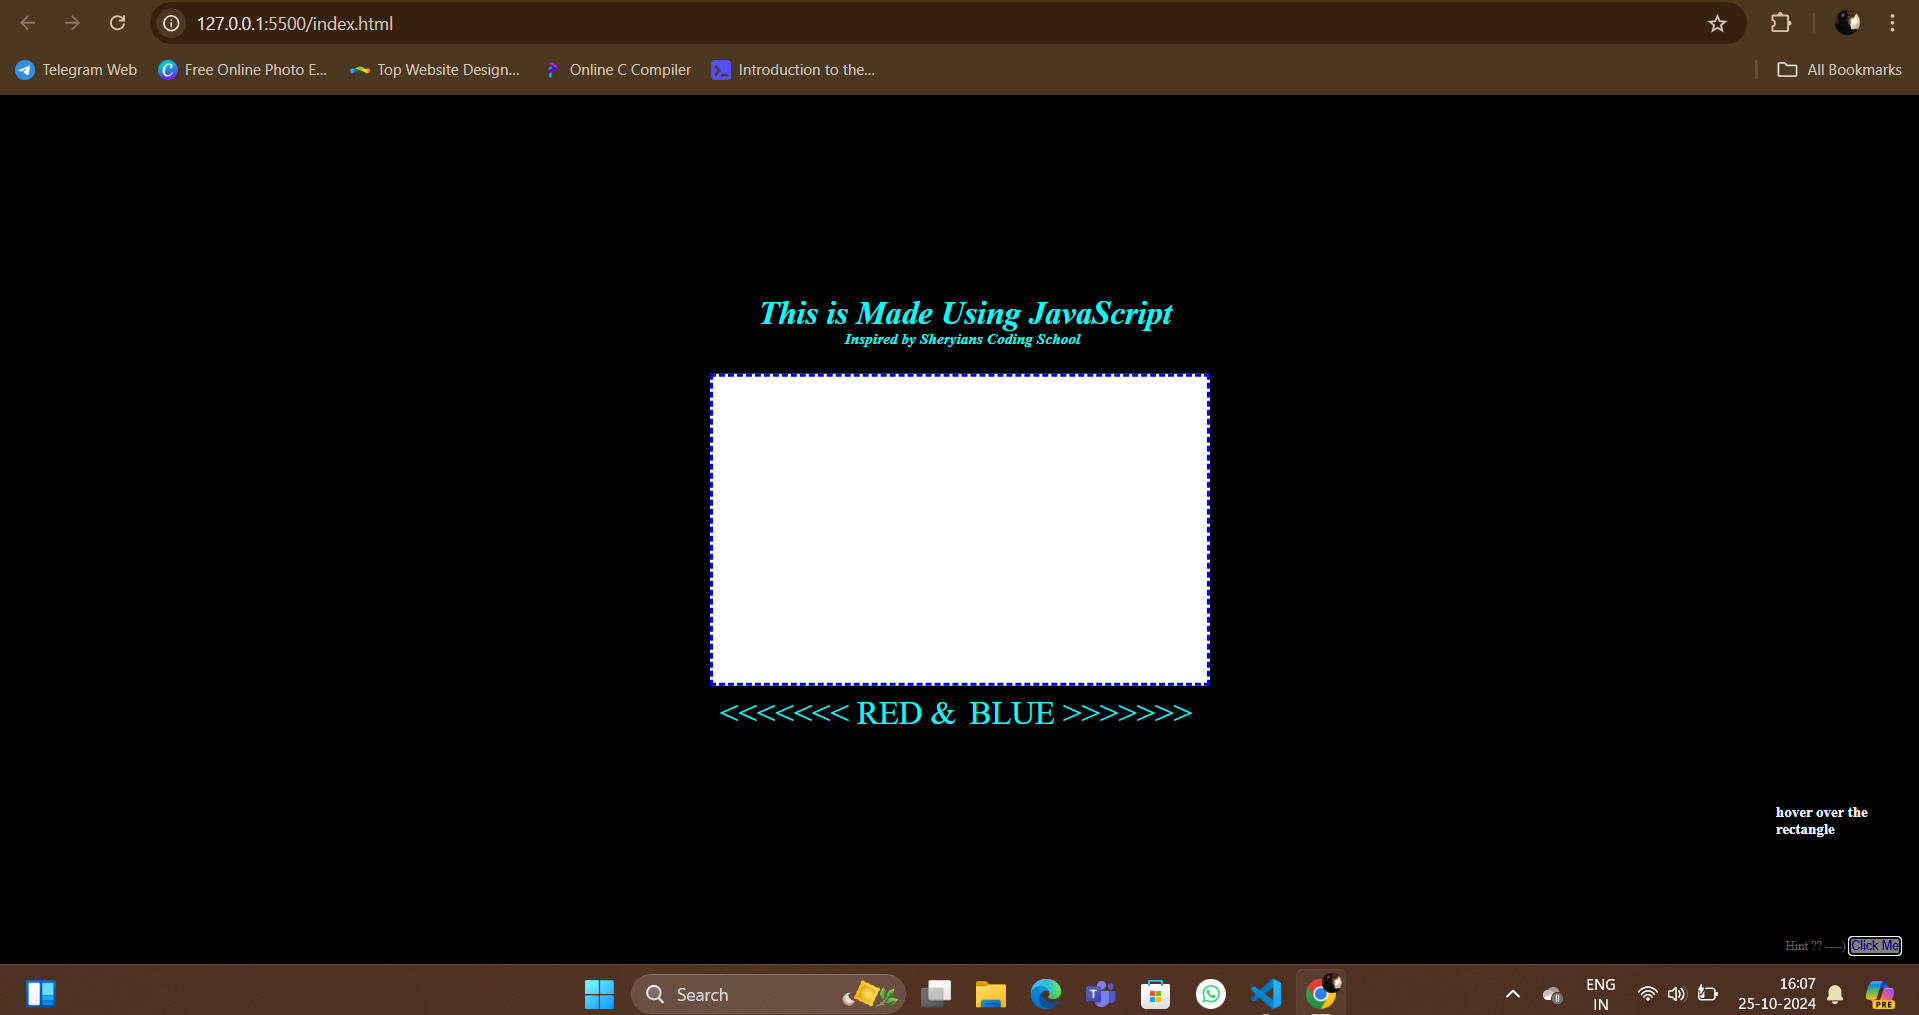 127.0.0.1:5500/index.html
Telegram Web
Free Online Photo E...
Top Website Design...
Online C Compiler
Introduction to the...
All Bookmarks
This is Made Using JavaScript
Inspired by Sheryians Coding School
<<<<<<< RED & BLUE >>>>>>>
hover over the
rectangle
Hint ?? ----) Click Me
Search
ENG
IN
16:07
25-10-2024
PRE